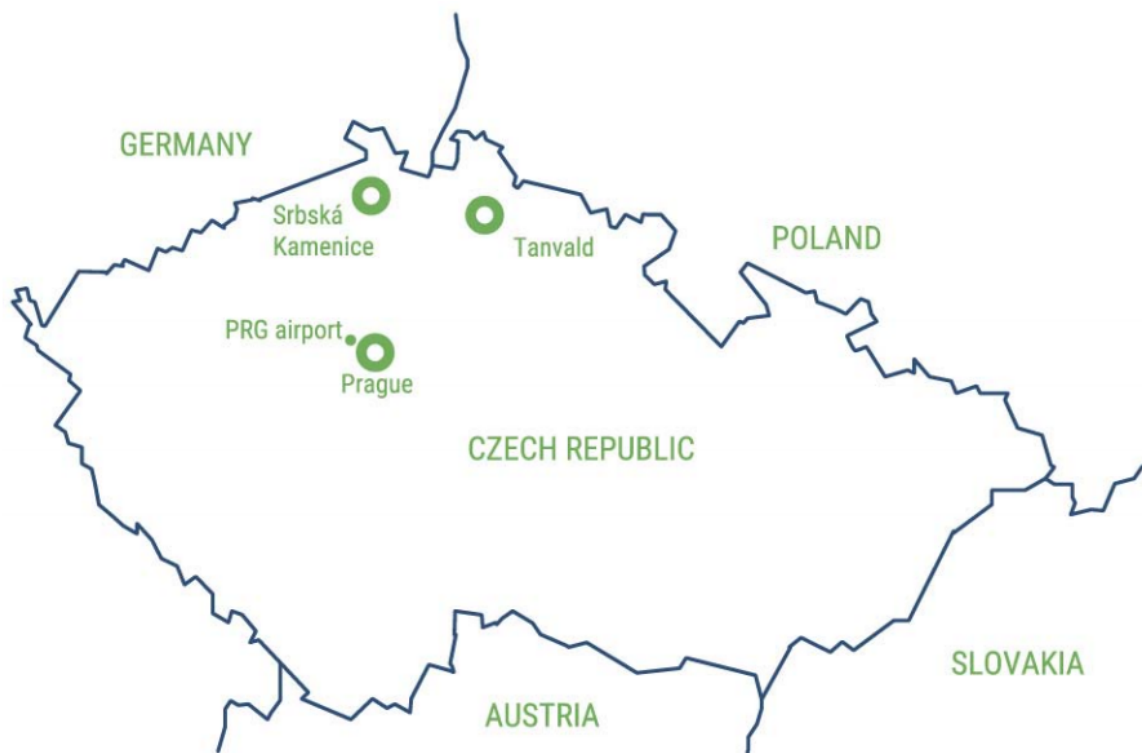 GERMANY
Srbská
Kamenice
Tanvald
POLAND
PRG airport
Prague
CZECH REPUBLIC
SLOVAKIA
AUSTRIA